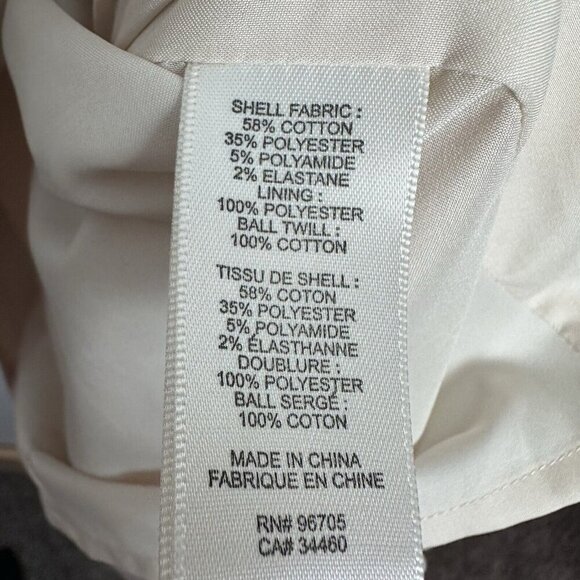 SHELL FABRIC :
58% COTTON
35% POLYESTER
5% POLYAMIDE
2% ELASTANE
LINING :
100% POLYESTER
BALL TWILL :
100% COTTON
TISSU DE SHELL :
58% COTON
35% POLYESTER
5% POLYAMIDE
2% ÉLASTHANNE
DOUBLURE :
100% POLYESTER
BALL SERGÉ :
100% COTON
MADE IN CHINA
FABRIQUE EN CHINE
RN# 96705
CA# 34460